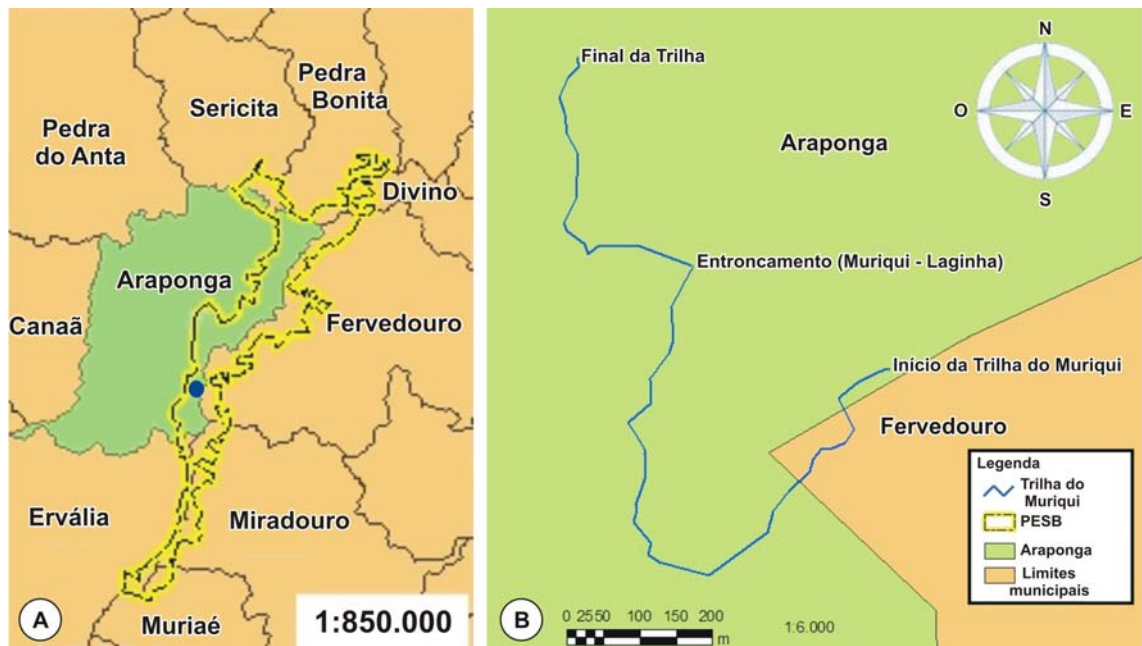 Pedra
Bonita
Sericita
Pedra
do Anta
Divino
Araponga
Canaã
Fervedouro
Ervália
Miradouro
Muriaé
A
1:850.000
N
O
E
S
Final da Trilha
Araponga
Entroncamento (Muriqui - Laginha)
Início da Trilha do Muriqui
Fervedouro
Legenda
Trilha do
Muriqui
PESB
Araponga
Limites
municipais
B
0 25 50 100 150 200
m
1:6.000